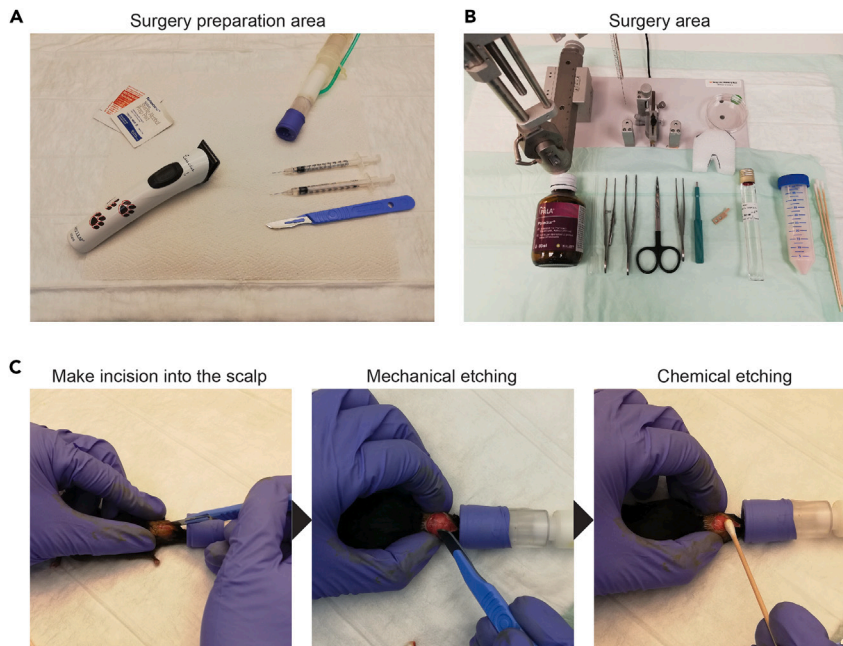 A
Surgery preparation area
B
Surgery area
C
Make incision into the scalp
Mechanical etching
Chemical etching